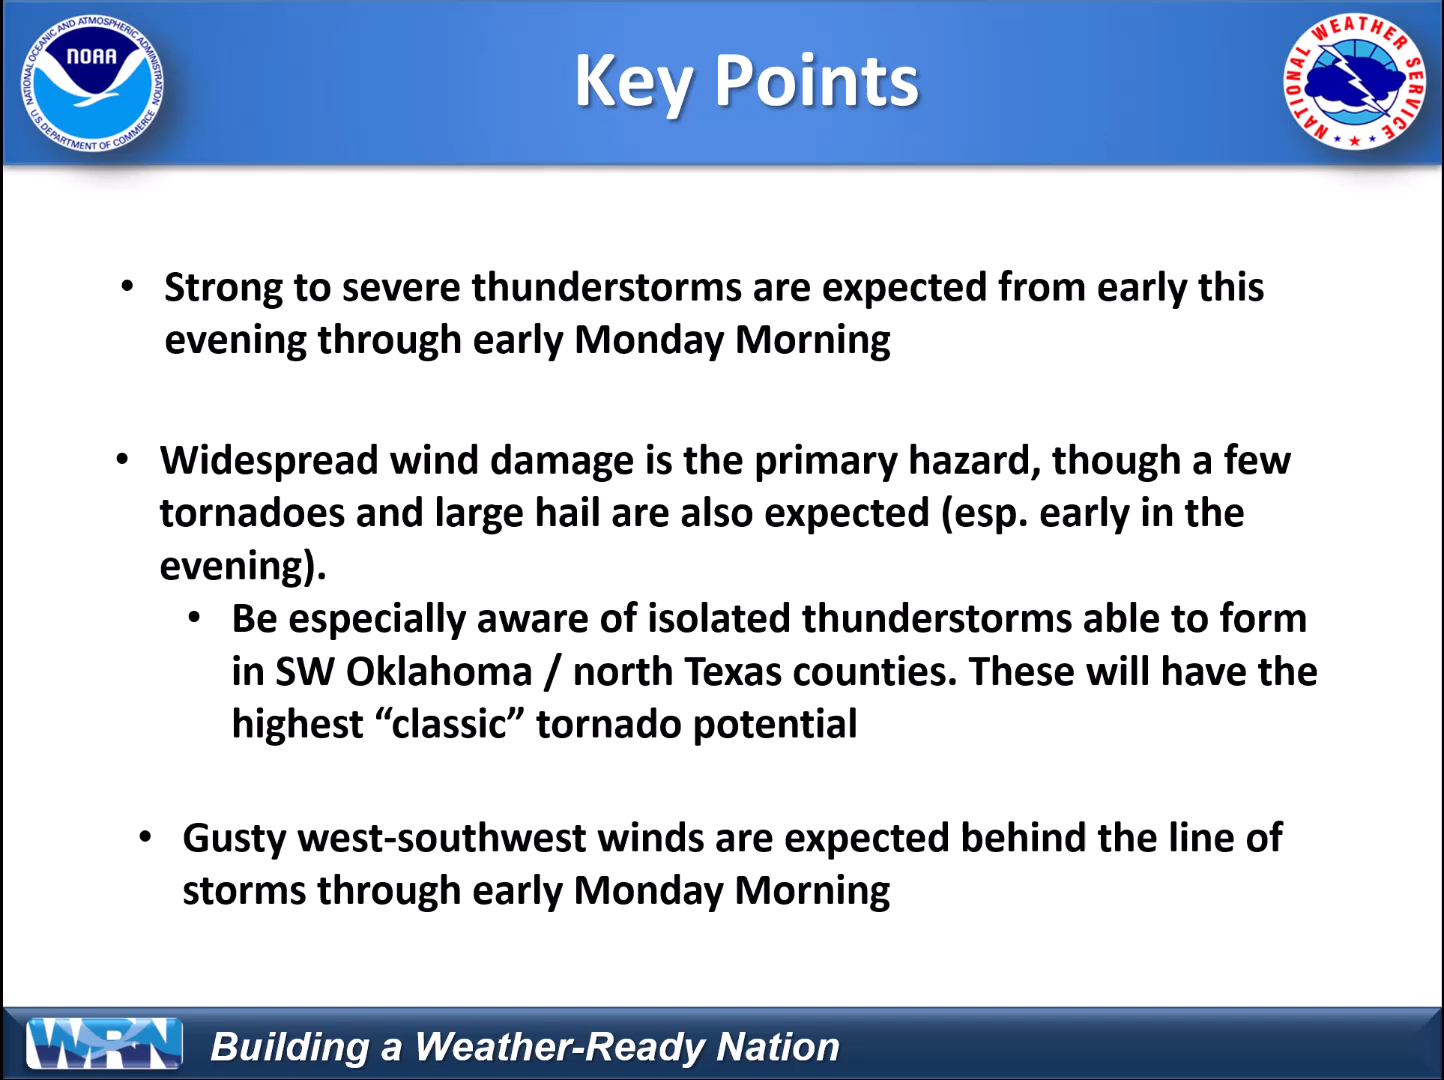 NATIONAL OCEANIC AND ATMOSPHERIC ADMINISTRATION
NOAA
U.S. DEPARTMENT OF COMMERCE
Key Points
NATIONAL WEATHER SERVICE
• Strong to severe thunderstorms are expected from early this
evening through early Monday Morning
• Widespread wind damage is the primary hazard, though a few
tornadoes and large hail are also expected (esp. early in the
evening).
• Be especially aware of isolated thunderstorms able to form
in SW Oklahoma / north Texas counties. These will have the
highest “classic” tornado potential
• Gusty west-southwest winds are expected behind the line of
storms through early Monday Morning
WRN
Building a Weather-Ready Nation